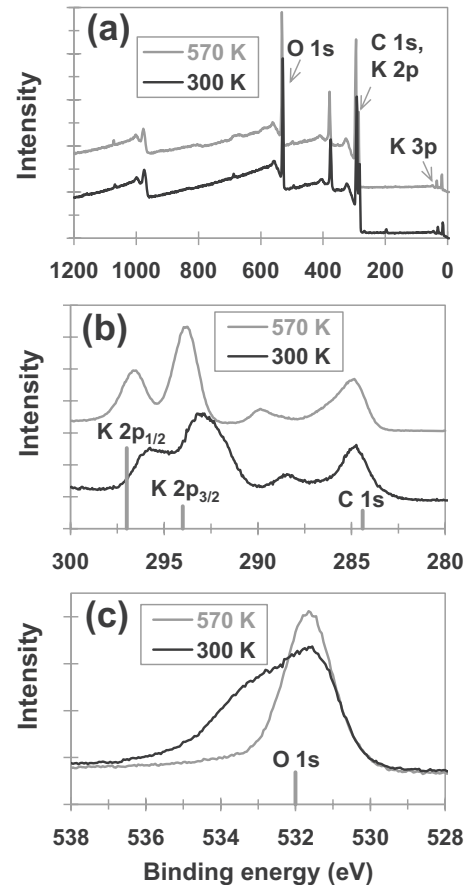 (a)
570 K
300 K
O 1s
C 1s,
K 2p
K 3p
Intensity
1200 1000 800 600 400 200 0
(b)
570 K
300 K
K 2p1/2
K 2p3/2
C 1s
Intensity
300 295 290 285 280
(c)
570 K
300 K
O 1s
Intensity
538 536 534 532 530 528
Binding energy (eV)